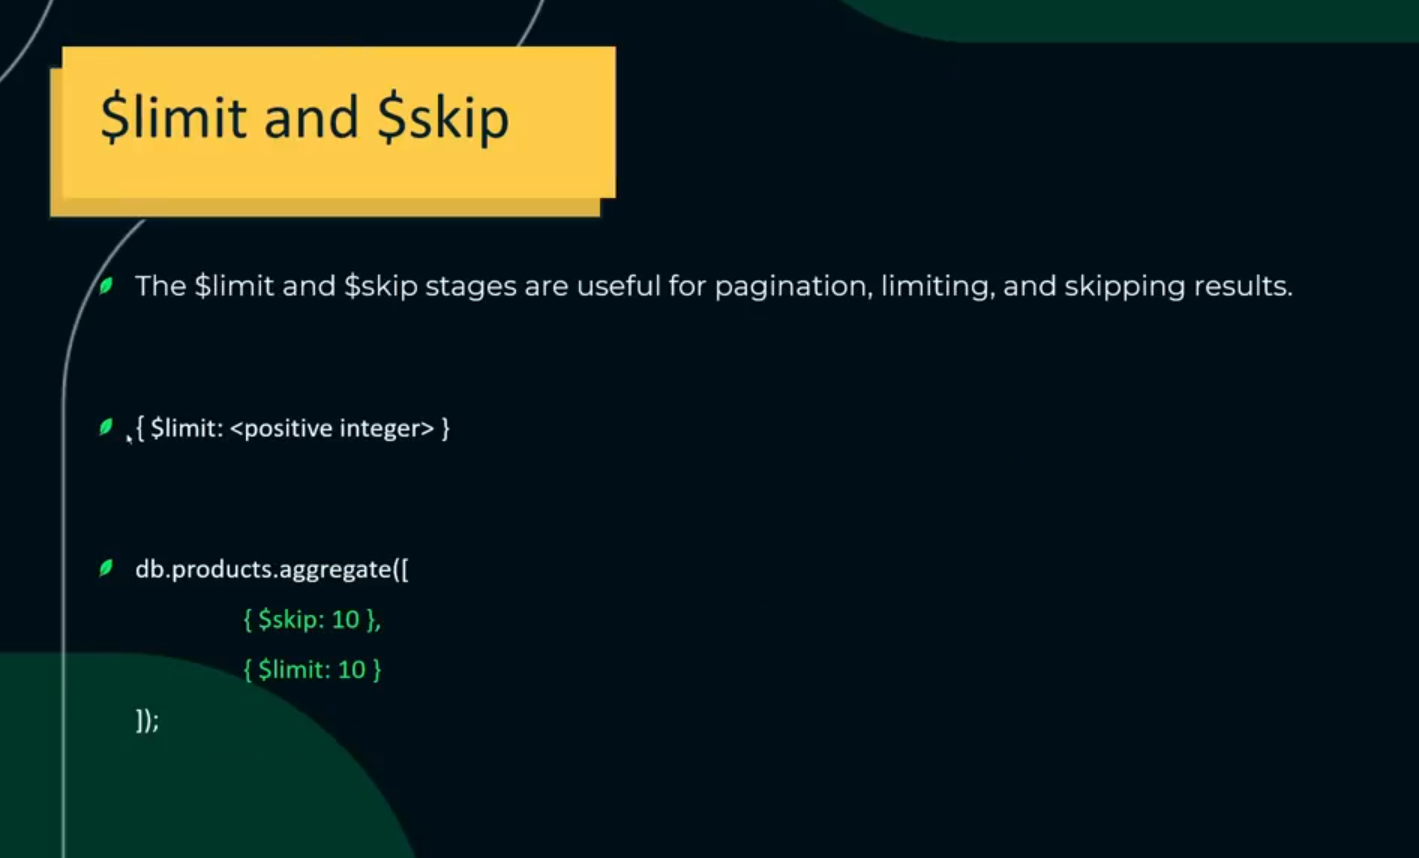 $limit and $skip
The $limit and $skip stages are useful for pagination, limiting, and skipping results.
{ $limit: <positive integer> }
db.products.aggregate([
{ $skip: 10 },
{ $limit: 10 }
]);